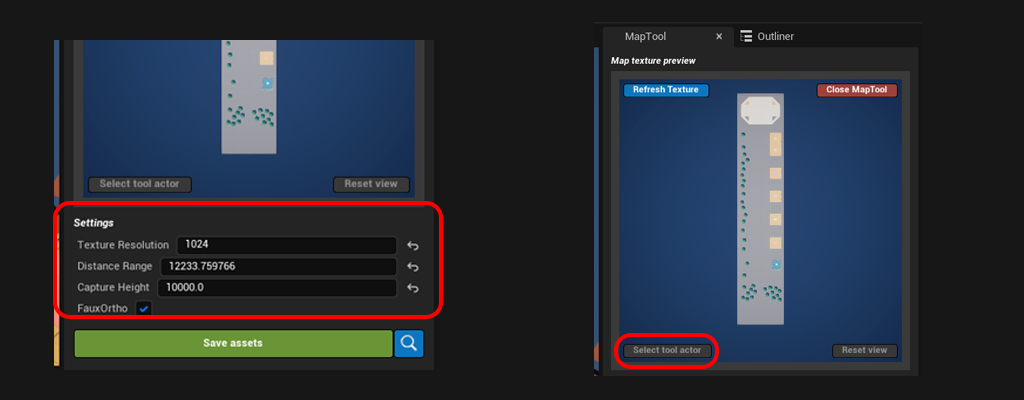 Select tool actor
Reset view
Settings
Texture Resolution 1024
Distance Range 12233.759766
Capture Height 10000.0
FauxOrtho
Save assets
MapTool × Outliner
Map texture preview
Refresh Texture
Close MapTool
Select tool actor
Reset view